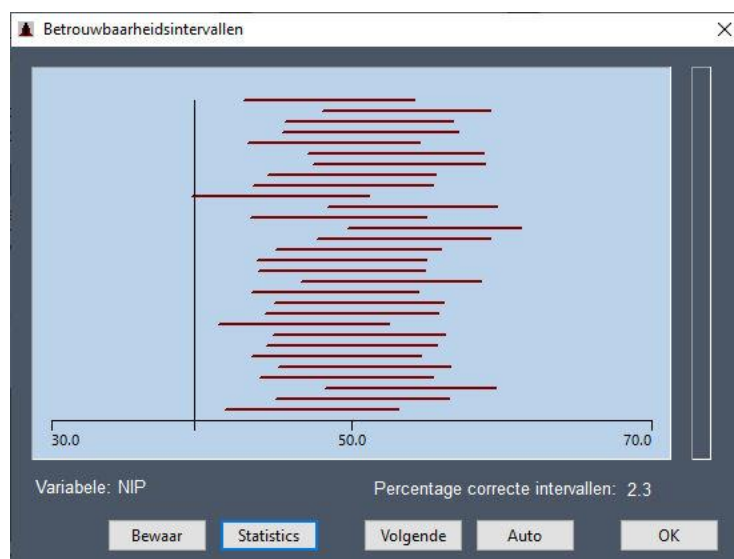 Betrouwbaarheidsintervallen
30.0 50.0 70.0
Variabele: NIP Percentage correcte intervallen: 2.3
Bewaar Statistics Volgende Auto OK